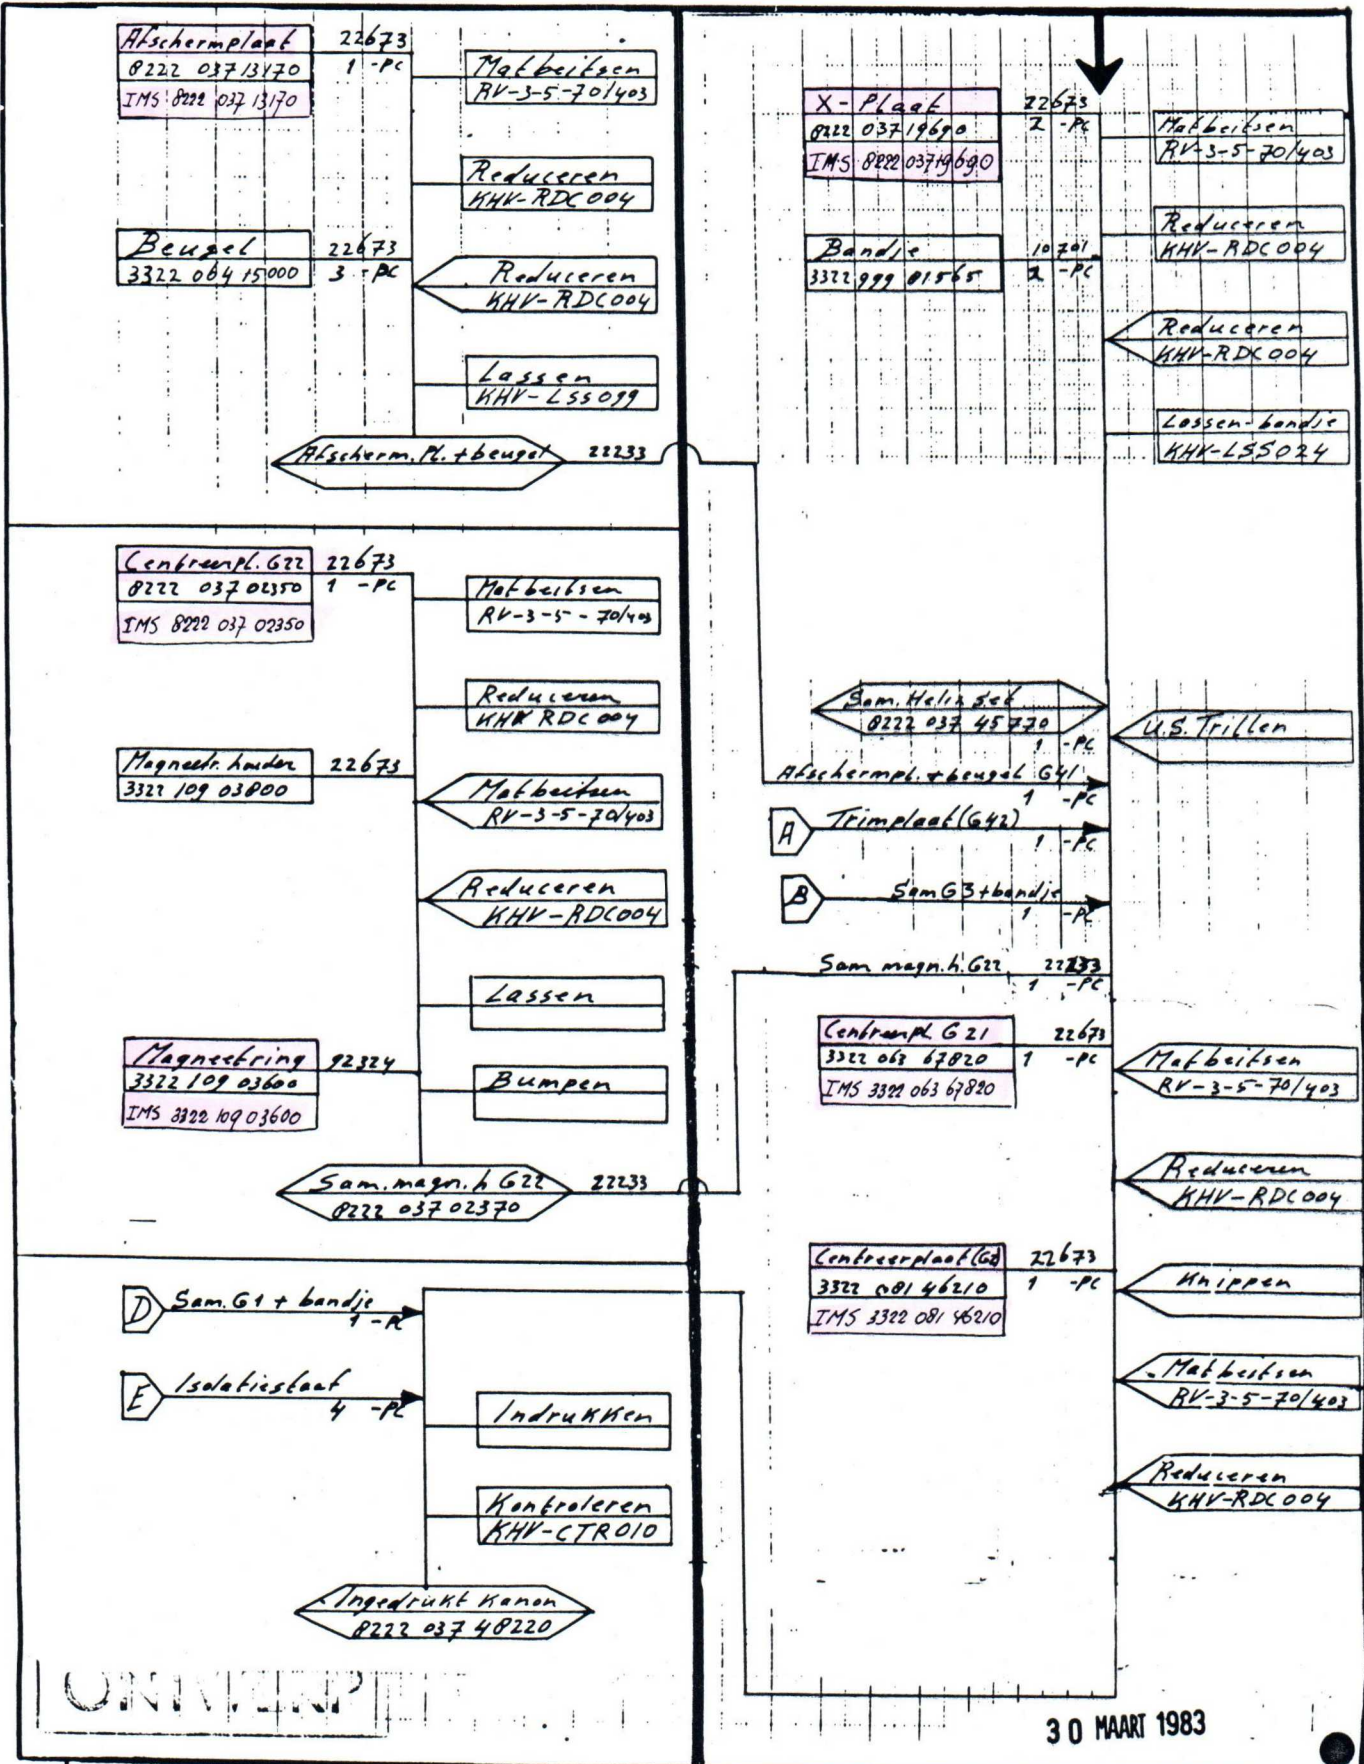 Afschermplaat 22673
8222 037 13170 1 -PC
IMS 8222 037 13170
Matbeitsen
RV-3-5-70/403
Reduceren
KHV-RDC004
Beugel 22673
3322 064 15000 3 -PC
Reduceren
KHV-RDC004
Lassen
KHV-LSS099
Afscherm. Pl. + beugel 22233
Centreerpl. G22 22673
8222 037 02350 1 -PC
IMS 8222 037 02350
Matbeitsen
RV-3-5-70/403
Reduceren
KHV RDC004
Magneetr. houder 22673
3322 109 03800
Matbeitsen
RV-3-5-70/403
Reduceren
KHV-RDC004
Lassen
Magneetring 92324
3322 109 03600
IMS 3322 109 03600
Bumpen
Sam. magn. h G22 22233
8222 037 02370
D Sam. G1 + bandje
1 -PC
E Isolatiestaaf
4 -PC
Indrukken
Kontroleren
KHV-CTR010
Ingedrukt Kanon
8222 037 48220
ONTWERP
X-Plaat 22673
8222 037 19690 2 -PC
IMS 8222 037 19690
Matbeitsen
RV-3-5-70/403
Reduceren
KHV-RDC004
Bandje 10701
3322 999 81565 2 -PC
Reduceren
KHV-RDC004
Lassen-bandje
KHV-LSS024
Sam. Helix set
8222 037 45770
1 -PC
U.S. Trillen
Afschermpl. + beugel G41
1 -PC
A Trimplaat (G42)
1 -PC
B Sam G3 + bandje
1 -PC
Sam magn. h. G22 22233
1 -PC
Centreerpl. G21 22673
3322 063 67820 1 -PC
IMS 3322 063 67820
Matbeitsen
RV-3-5-70/403
Reduceren
KHV-RDC004
Centreerplaat (G2) 22673
3322 081 46210 1 -PC
IMS 3322 081 46210
Knippen
Matbeitsen
RV-3-5-70/403
Reduceren
KHV-RDC004
30 MAART 1983